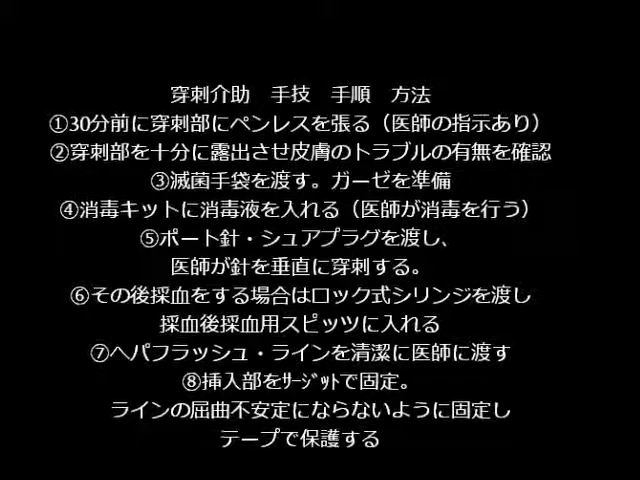 穿刺介助　手技　手順　方法
①30分前に穿刺部にペンレスを張る（医師の指示あり）
②穿刺部を十分に露出させ皮膚のトラブルの有無を確認
③滅菌手袋を渡す。ガーゼを準備
④消毒キットに消毒液を入れる（医師が消毒を行う）
⑤ポート針・シュアプラグを渡し、
医師が針を垂直に穿刺する。
⑥その後採血をする場合はロック式シリンジを渡し
採血後採血用スピッツに入れる
⑦ヘパフラッシュ・ラインを清潔に医師に渡す
⑧挿入部をｻｰｼﾞｯﾄで固定。
ラインの屈曲不安定にならないように固定し
テープで保護する